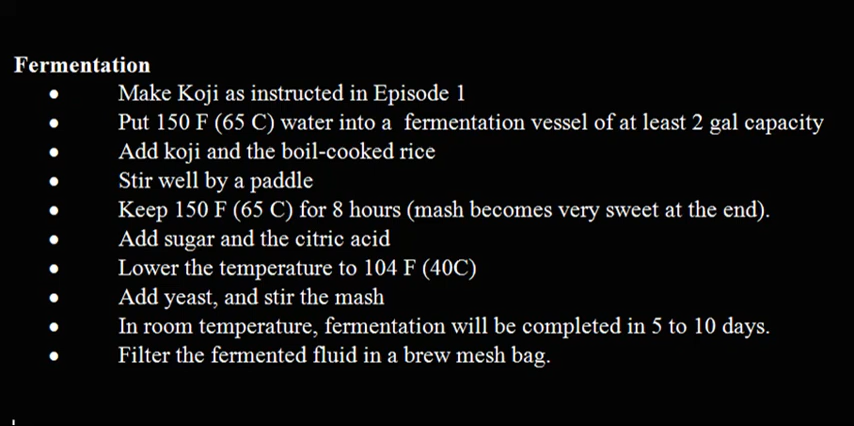 Fermentation
• Make Koji as instructed in Episode 1
• Put 150 F (65 C) water into a fermentation vessel of at least 2 gal capacity
• Add koji and the boil-cooked rice
• Stir well by a paddle
• Keep 150 F (65 C) for 8 hours (mash becomes very sweet at the end).
• Add sugar and the citric acid
• Lower the temperature to 104 F (40C)
• Add yeast, and stir the mash
• In room temperature, fermentation will be completed in 5 to 10 days.
• Filter the fermented fluid in a brew mesh bag.